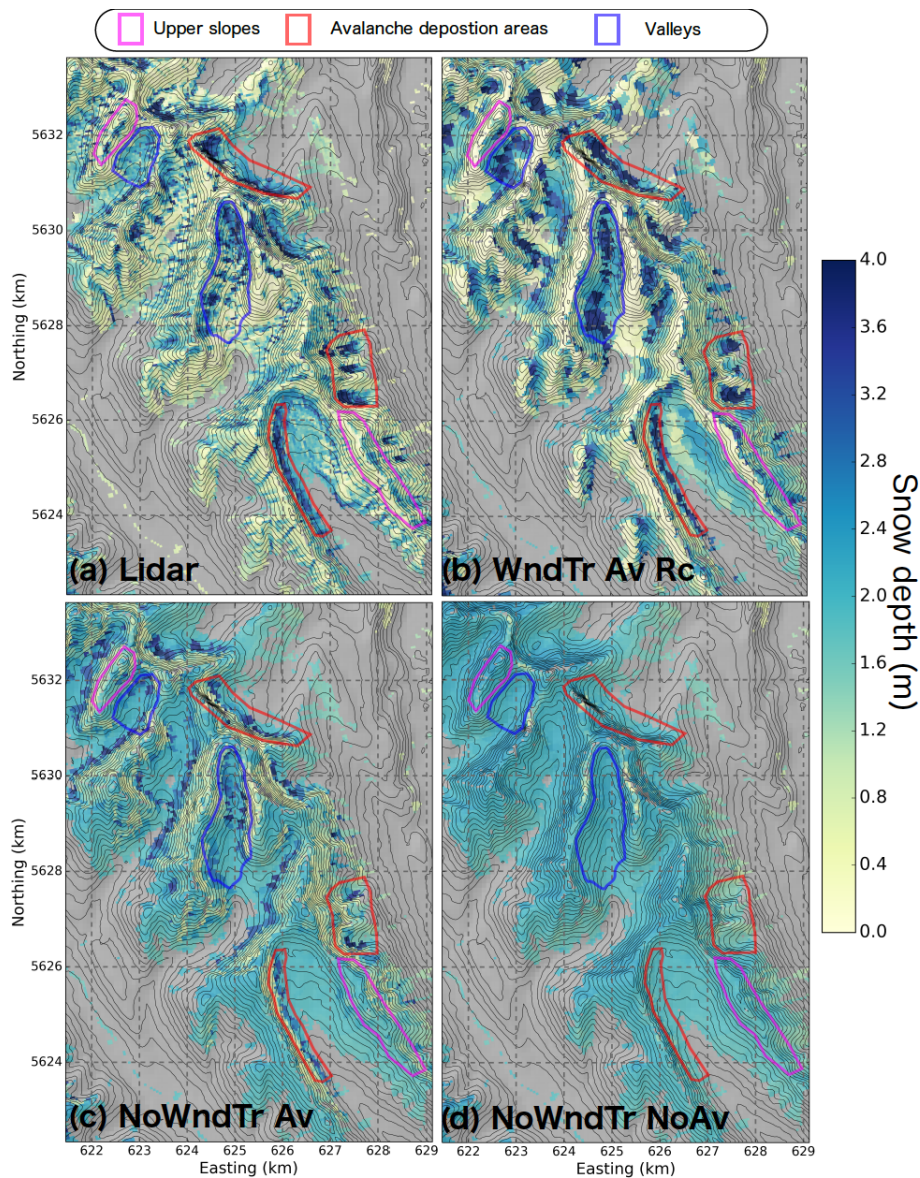 Upper slopes Avalanche depostion areas Valleys
5632
5630
5628
5626
5624
Northing (km)
(a) Lidar
(b) WndTr Av Rc
4.0
3.6
3.2
2.8
2.4
2.0
1.6
1.2
0.8
0.4
0.0
Snow depth (m)
5632
5630
5628
5626
5624
Northing (km)
(c) NoWndTr Av
(d) NoWndTr NoAv
622 623 624 625 626 627 628 629
Easting (km)
622 623 624 625 626 627 628 629
Easting (km)